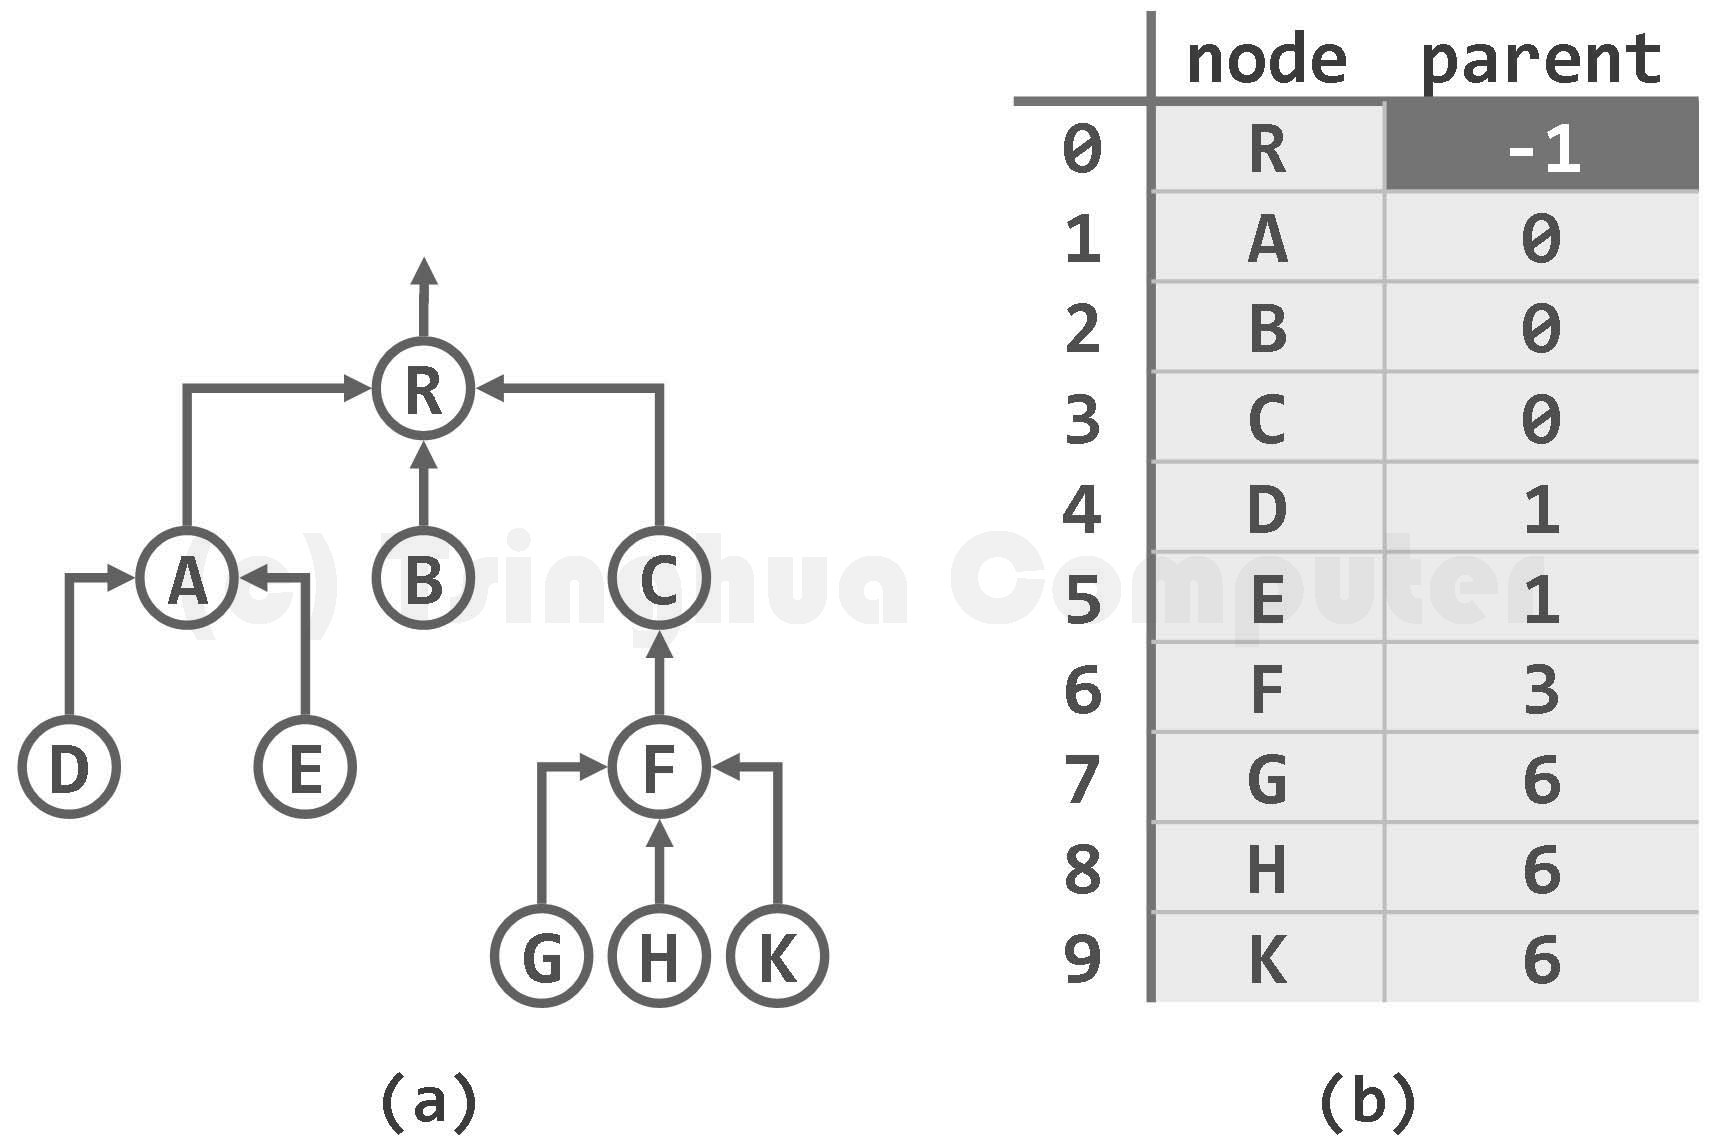 node parent
0 R -1
1 A 0
2 B 0
3 C 0
4 D 1
5 E 1
6 F 3
7 G 6
8 H 6
9 K 6
R
A B C
D E F
G H K
(c) Tsinghua Computer
(a) (b)